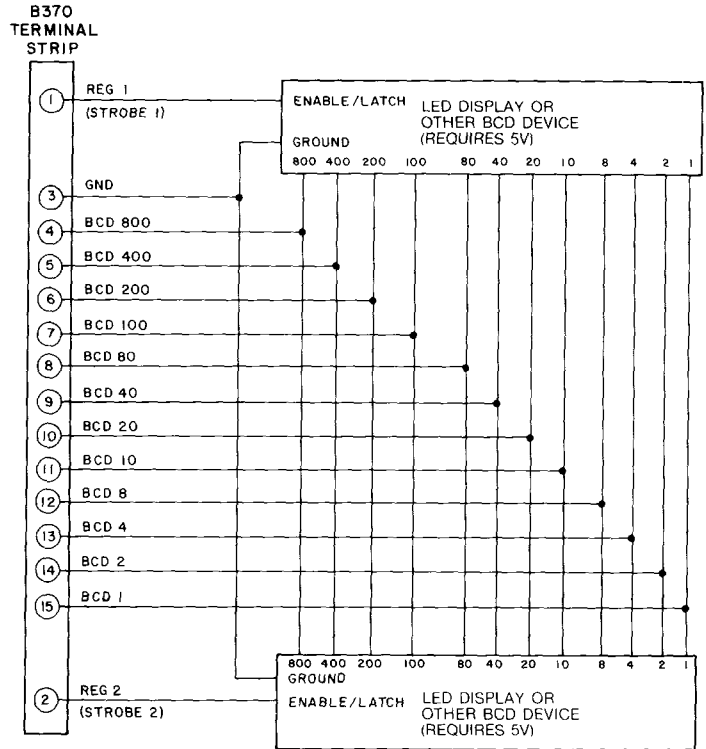 B370
TERMINAL
STRIP
1 REG 1
(STROBE 1)
ENABLE/LATCH LED DISPLAY OR
OTHER BCD DEVICE
(REQUIRES 5V)
GROUND
800 400 200 100 80 40 20 10 8 4 2 1
3 GND
4 BCD 800
5 BCD 400
6 BCD 200
7 BCD 100
8 BCD 80
9 BCD 40
10 BCD 20
11 BCD 10
12 BCD 8
13 BCD 4
14 BCD 2
15 BCD 1
800 400 200 100 80 40 20 10 8 4 2 1
GROUND
2 REG 2
(STROBE 2)
ENABLE/LATCH LED DISPLAY OR
OTHER BCD DEVICE
(REQUIRES 5V)